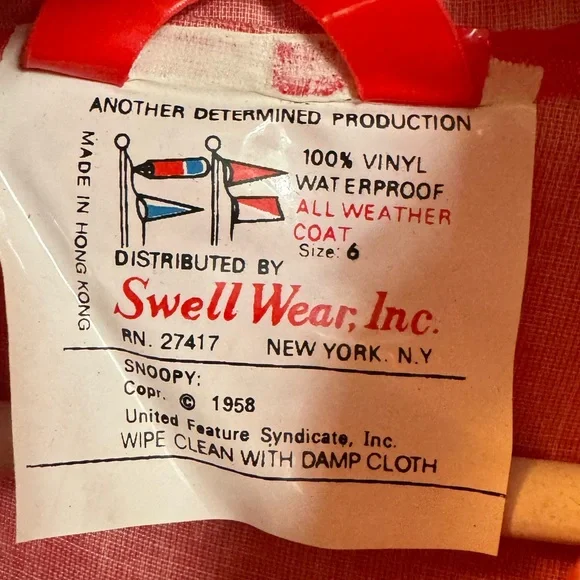 ANOTHER DETERMINED PRODUCTION
MADE IN HONG KONG
100% VINYL
WATERPROOF
ALL WEATHER
COAT
Size: 6
DISTRIBUTED BY
Swell Wear, Inc.
RN. 27417 NEW YORK. N.Y
SNOOPY:
Copr. © 1958
United Feature Syndicate, Inc.
WIPE CLEAN WITH DAMP CLOTH